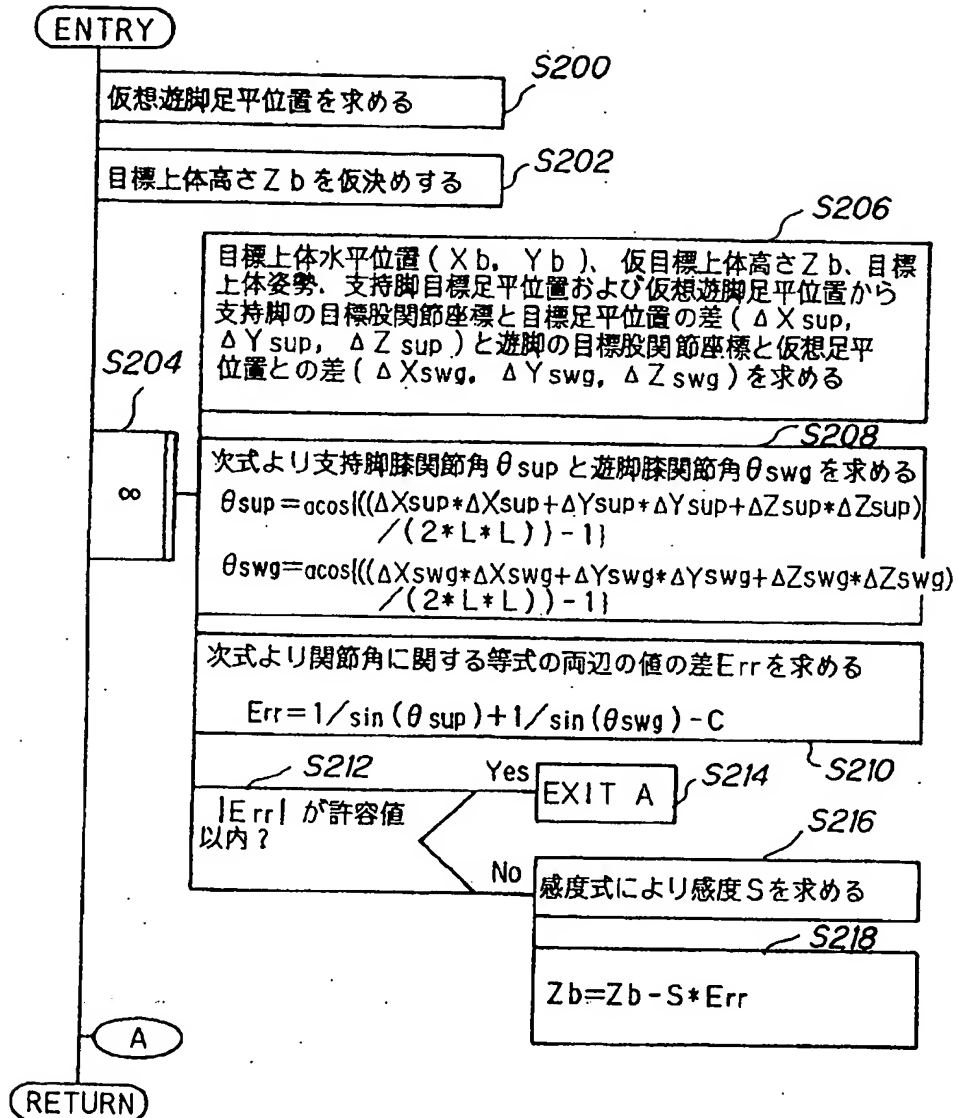 ENTRY
S200
仮想遊脚足平位置を求める
S202
目標上体高さZbを仮決めする
S206
目標上体水平位置(Xb, Yb)、仮目標上体高さZb、目標
上体姿勢、支持脚目標足平位置および仮想遊脚足平位置から
支持脚の目標股関節座標と目標足平位置の差(ΔXsup,
ΔYsup, ΔZsup)と遊脚の目標股関節座標と仮想足平
位置との差(ΔXswg, ΔYswg, ΔZswg)を求める
S204
∞
S208
次式より支持脚膝関節角θsupと遊脚膝関節角θswgを求める
θsup=acos{((ΔXsup*ΔXsup+ΔYsup*ΔYsup+ΔZsup*ΔZsup)
/(2*L*L))-1}
θswg=acos{((ΔXswg*ΔXswg+ΔYswg*ΔYswg+ΔZswg*ΔZswg)
/(2*L*L))-1}
次式より関節角に関する等式の両辺の値の差Errを求める
Err=1/sin(θsup)+1/sin(θswg)-C
S210
S212
|Err|が許容値
以内?
Yes
EXIT A
S214
No
S216
感度式により感度Sを求める
S218
Zb=Zb-S*Err
A
RETURN